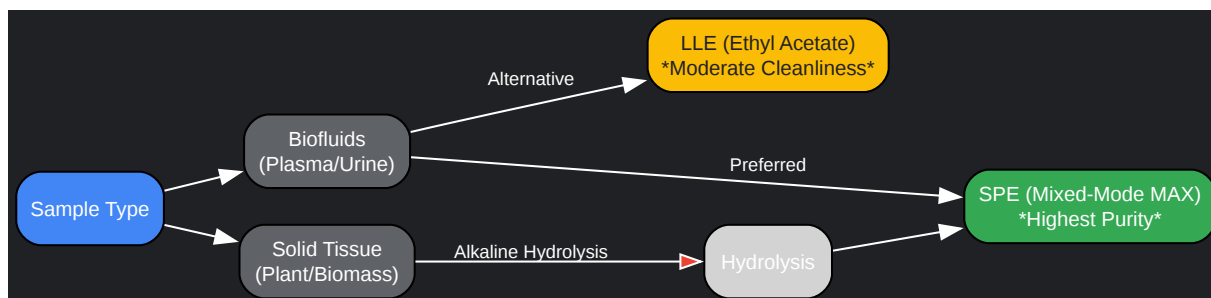 LLE (Ethyl Acetate)
*Moderate Cleanliness*
Alternative
Biofluids
(Plasma/Urine)
Preferred
Sample Type
SPE (Mixed-Mode MAX)
*Highest Purity*
Solid Tissue
(Plant/Biomass)
Alkaline Hydrolysis
Hydrolysis